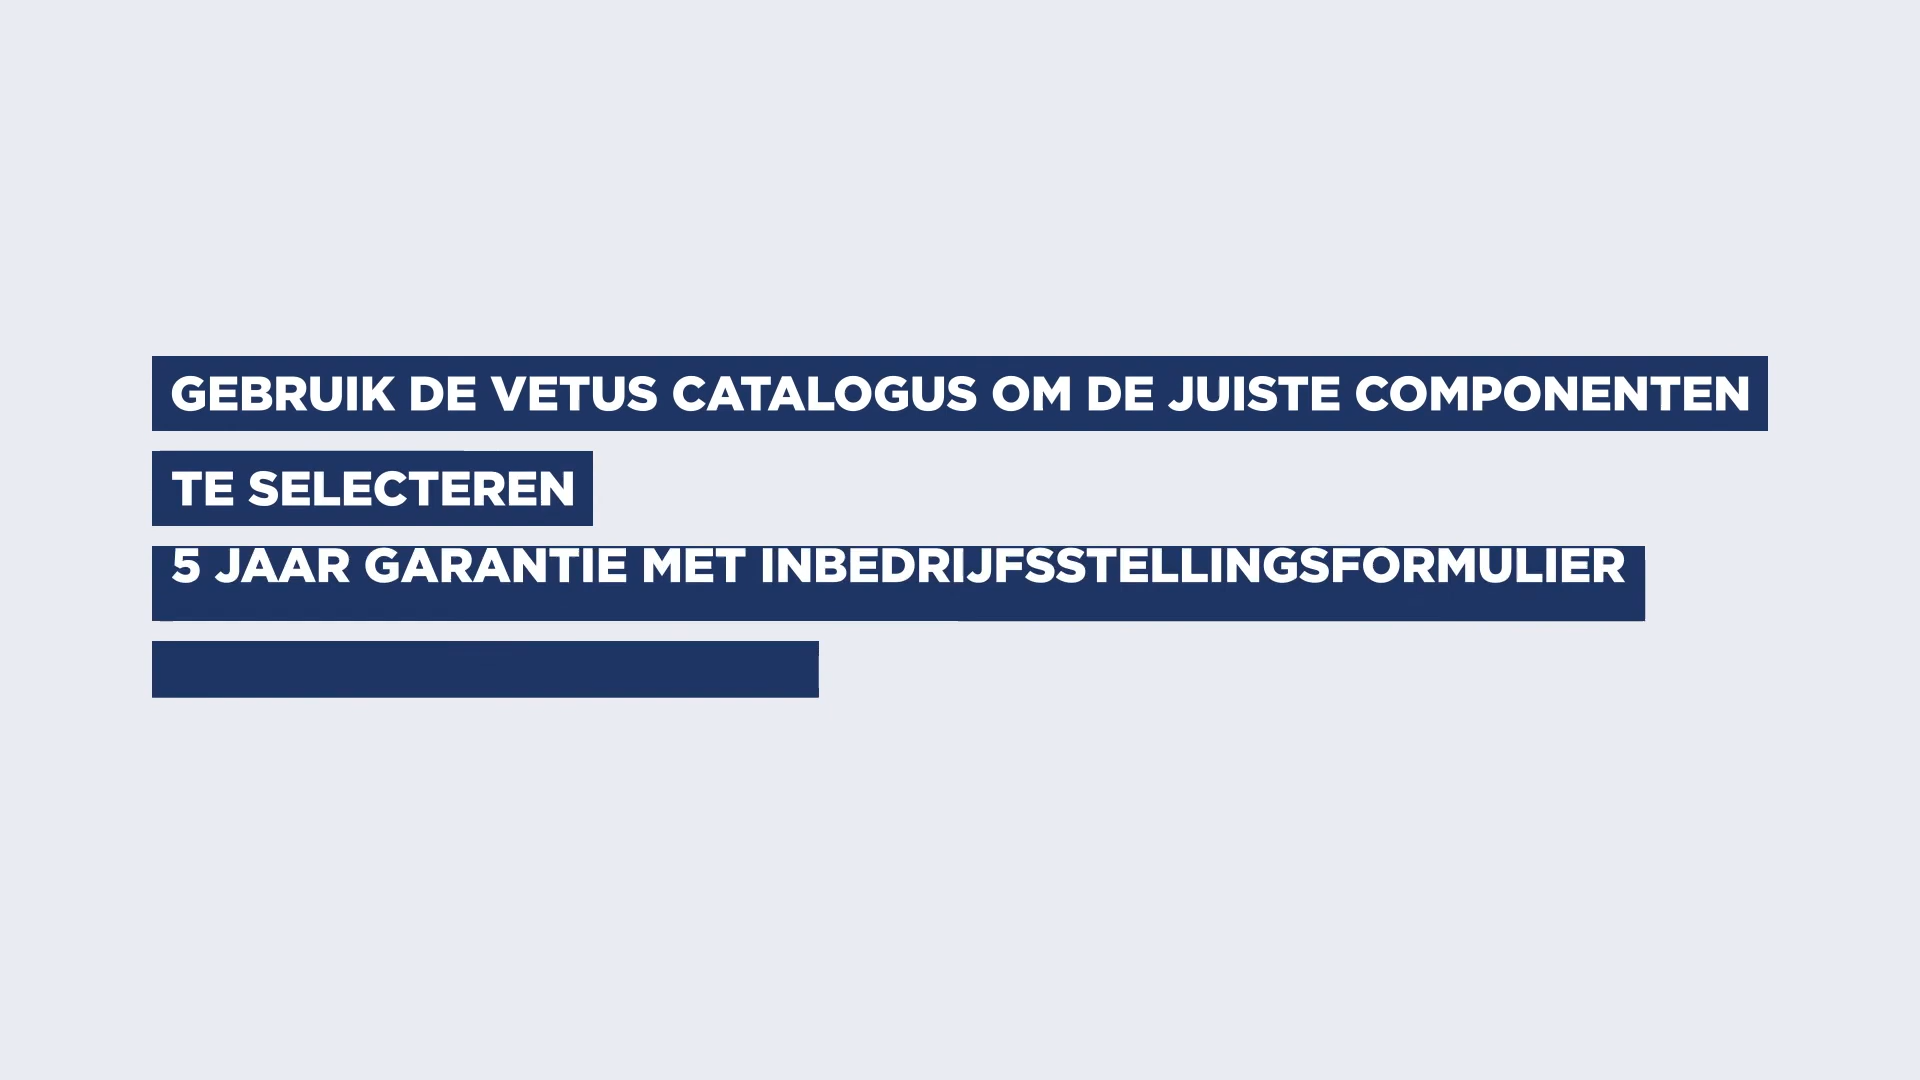 GEBRUIK DE VETUS CATALOGUS OM DE JUISTE COMPONENTEN
TE SELECTEREN
5 JAAR GARANTIE MET INBEDRIJFSSTELLINGSFORMULIER